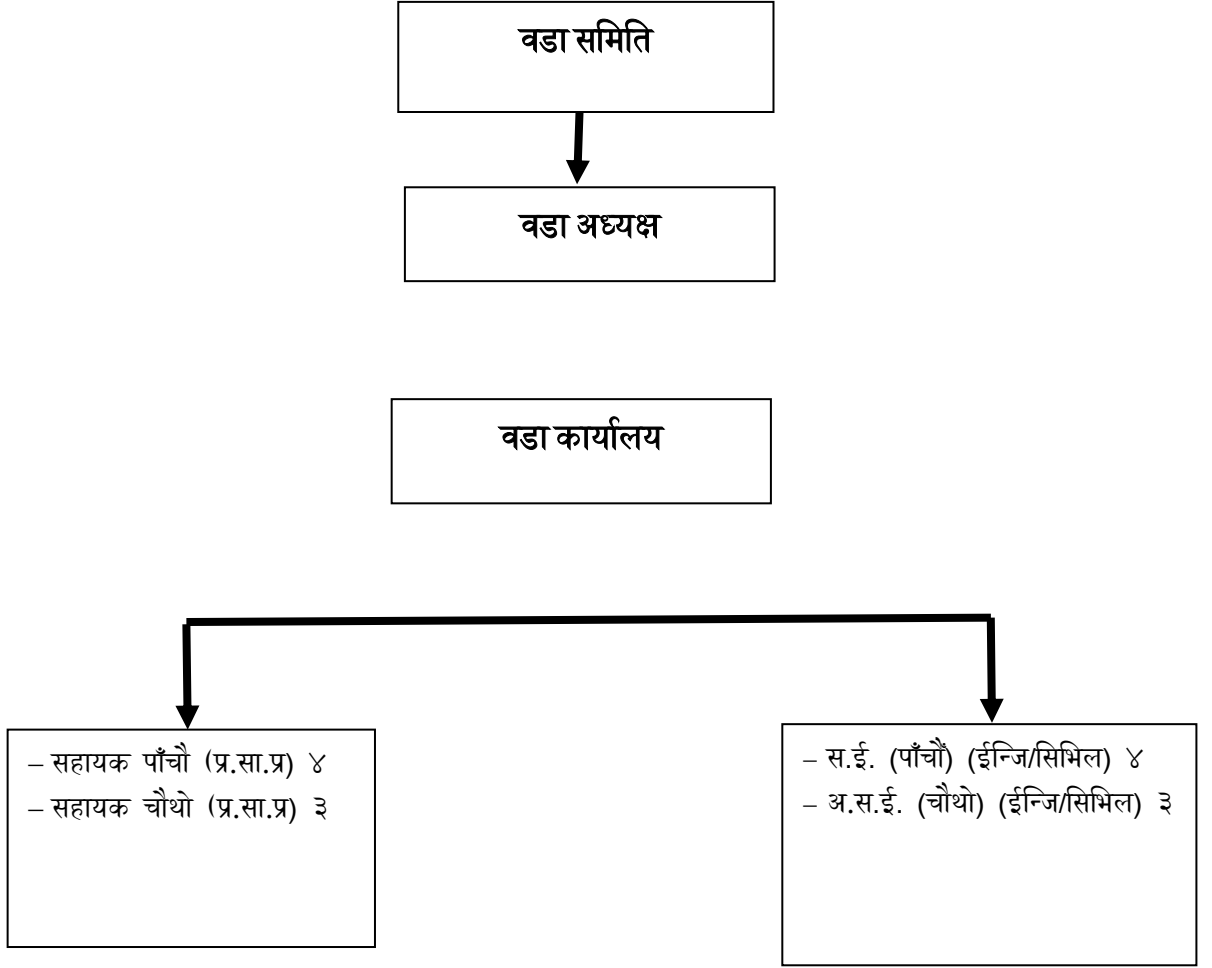 वडा समिति
वडा अध्यक्ष
वडा कार्यालय
– सहायक पाँचौ (प्र.सा.प्र) ४
– सहायक चौथो (प्र.सा.प्र) ३
– स.ई. (पाँचौं) (ईन्जि/सिभिल) ४
– अ.स.ई. (चौथो) (ईन्जि/सिभिल) ३